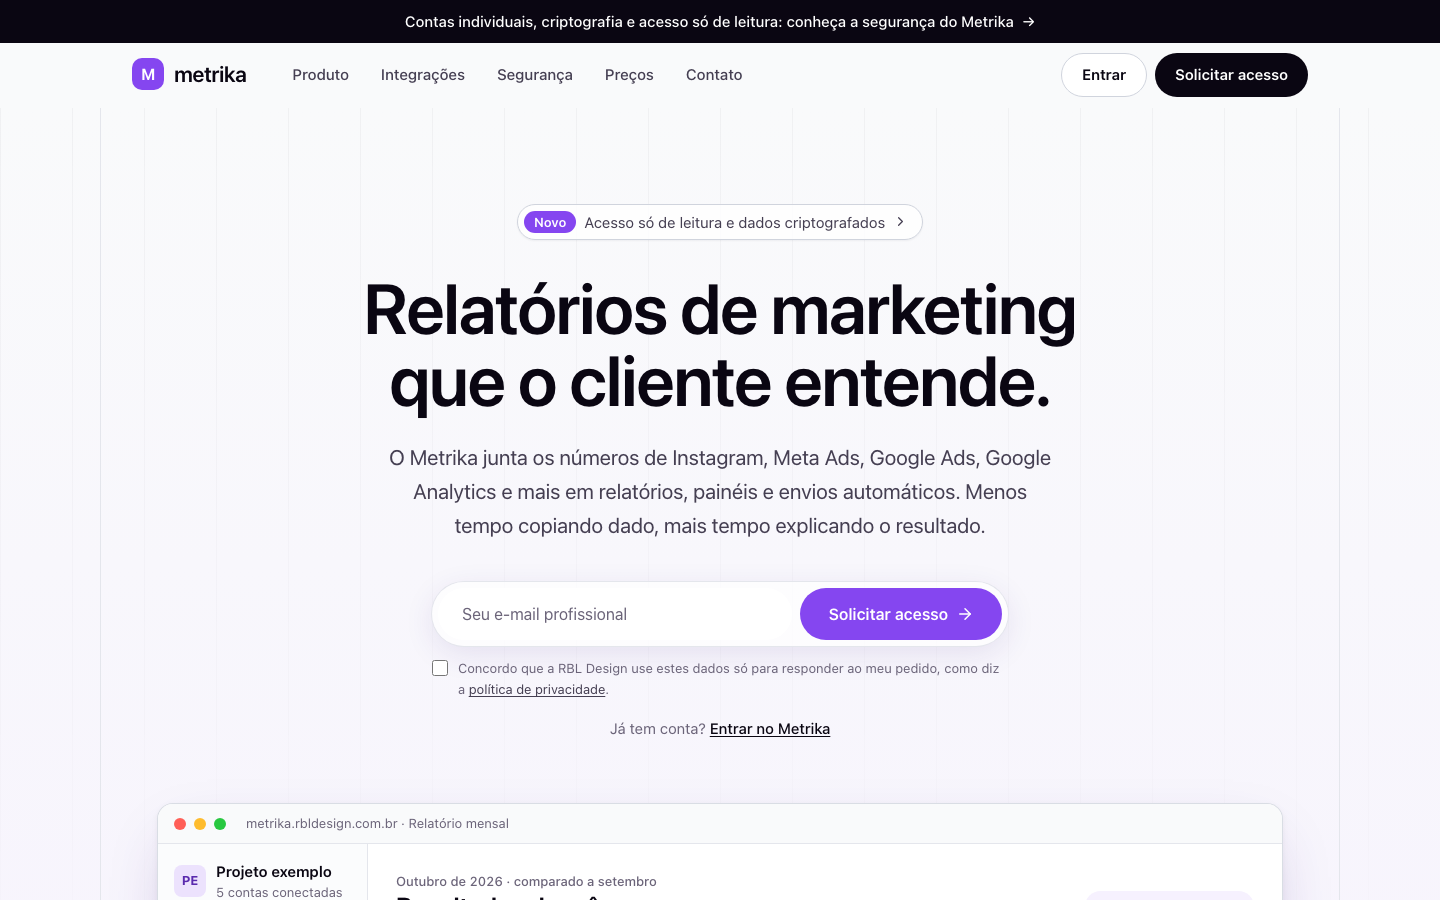 Contas individuais, criptografia e acesso só de leitura: conheça a segurança do Metrika →
M metrika Produto Integrações Segurança Preços Contato Entrar Solicitar acesso
Novo Acesso só de leitura e dados criptografados
Relatórios de marketing
que o cliente entende.
O Metrika junta os números de Instagram, Meta Ads, Google Ads, Google
Analytics e mais em relatórios, painéis e envios automáticos. Menos
tempo copiando dado, mais tempo explicando o resultado.
Seu e-mail profissional Solicitar acesso →
Concordo que a RBL Design use estes dados só para responder ao meu pedido, como diz
a política de privacidade.
Já tem conta? Entrar no Metrika
metrika.rbldesign.com.br · Relatório mensal
PE Projeto exemplo
5 contas conectadas
Outubro de 2026 · comparado a setembro